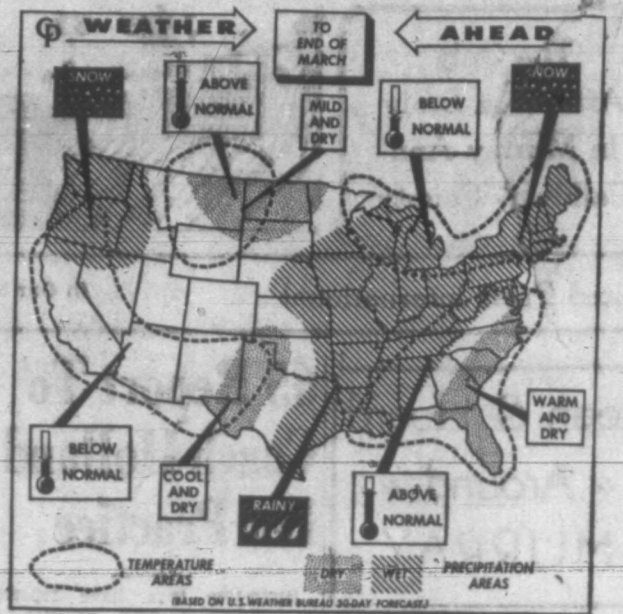 CP WEATHER
TO
END OF
MARCH
AHEAD
SNOW
ABOVE
NORMAL
MILD
AND
DRY
BELOW
NORMAL
SNOW
BELOW
NORMAL
COOL
AND
DRY
RAINY
ABOVE
NORMAL
WARM
AND
DRY
TEMPERATURE
AREAS
DRY
WET
PRECIPITATION
AREAS
(BASED ON U.S. WEATHER BUREAU 30-DAY FORECAST.)